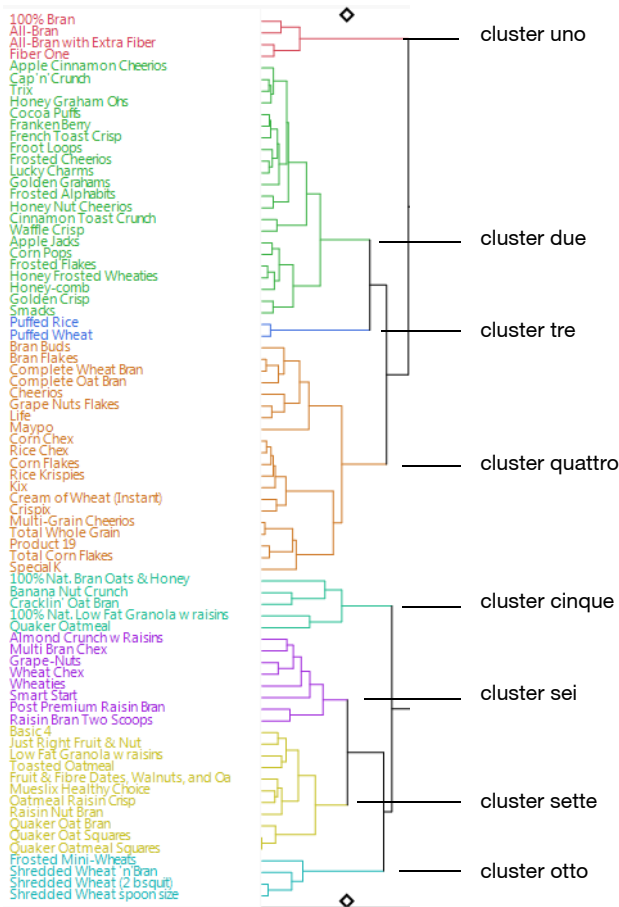 100% Bran
All-Bran
All-Bran with Extra Fiber
Fiber One
Apple Cinnamon Cheerios
Cap'n'Crunch
Trix
Honey Graham Ohs
Cocoa Puffs
Franken Berry
French Toast Crisp
Froot Loops
Frosted Cheerios
Lucky Charms
Golden Grahams
Frosted Alphabits
Honey Nut Cheerios
Cinnamon Toast Crunch
Waffle Crisp
Apple Jacks
Corn Pops
Frosted Flakes
Honey Frosted Wheaties
Honey-comb
Golden Crisp
Smacks
Puffed Rice
Puffed Wheat
Bran Buds
Bran Flakes
Complete Wheat Bran
Complete Oat Bran
Cheerios
Grape Nuts Flakes
Life
Maypo
Corn Chex
Rice Chex
Corn Flakes
Rice Krispies
Kix
Cream of Wheat (Instant)
Crispix
Multi-Grain Cheerios
Total Whole Grain
Product 19
Total Corn Flakes
Special K
100% Nat. Bran Oats & Honey
Banana Nut Crunch
Cracklin' Oat Bran
100% Nat. Low Fat Granola w raisins
Quaker Oatmeal
Almond Crunch w Raisins
Multi Bran Chex
Grape-Nuts
Wheat Chex
Wheaties
Smart Start
Post Premium Raisin Bran
Raisin Bran Two Scoops
Basic 4
Just Right Fruit & Nut
Low Fat Granola w raisins
Toasted Oatmeal
Fruit & Fibre Dates, Walnuts, and Oa
Mueslix Healthy Choice
Oatmeal Raisin Crisp
Raisin Nut Bran
Quaker Oat Bran
Quaker Oat Squares
Quaker Oatmeal Squares
Frosted Mini-Wheats
Shredded Wheat 'n'Bran
Shredded Wheat (2 bsquit)
Shredded Wheat spoon size
cluster uno
cluster due
cluster tre
cluster quattro
cluster cinque
cluster sei
cluster sette
cluster otto